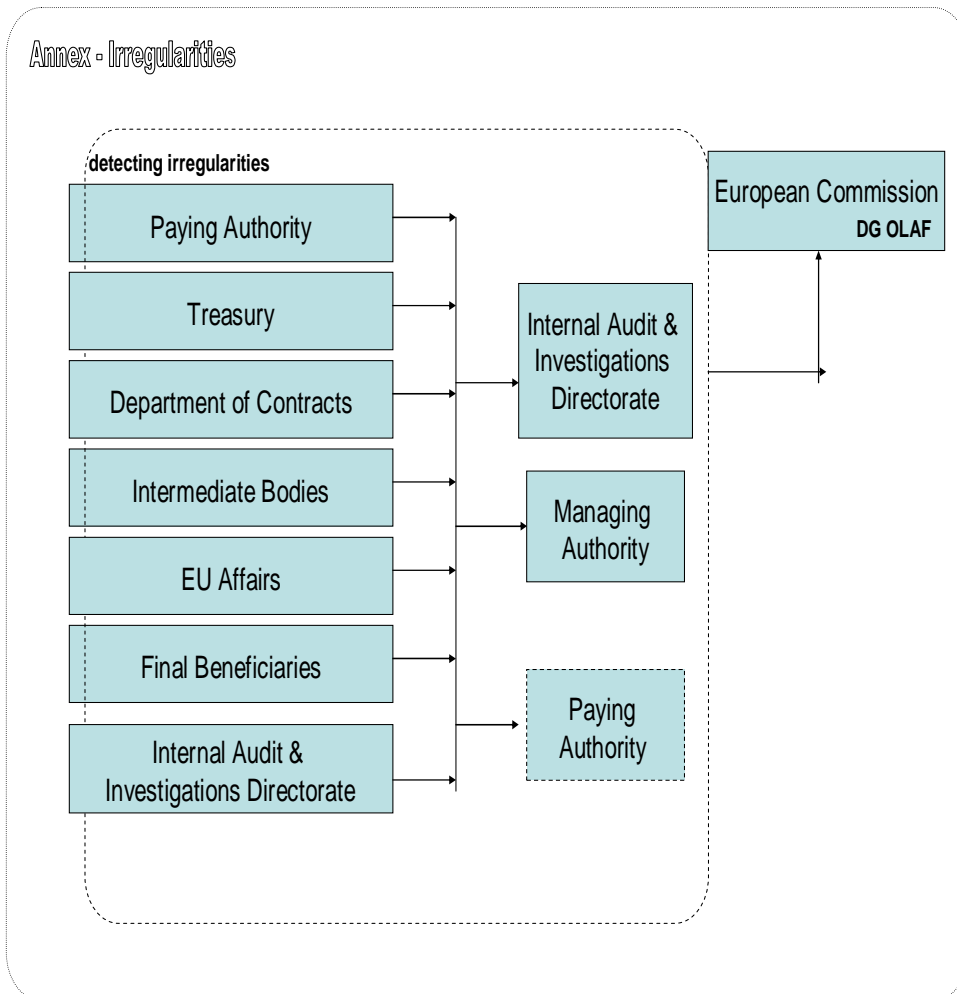 Annex - Irregularities
detecting irregularities
Paying Authority
Treasury
Department of Contracts
Intermediate Bodies
EU Affairs
Final Beneficiaries
Internal Audit &
Investigations Directorate
Internal Audit &
Investigations
Directorate
Managing
Authority
Paying
Authority
European Commission
DG OLAF